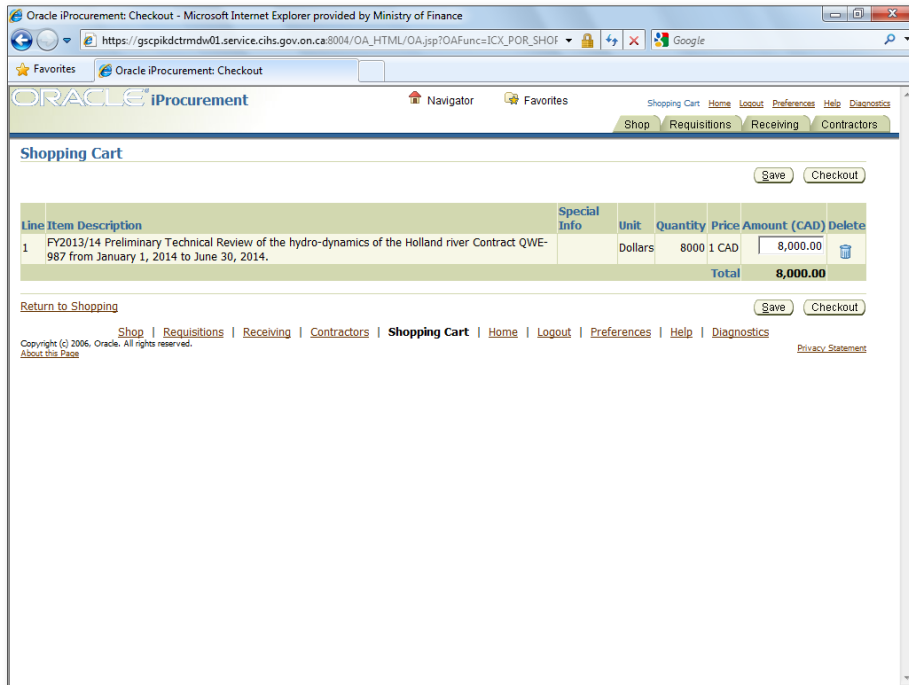 Oracle iProcurement: Checkout - Microsoft Internet Explorer provided by Ministry of Finance
https://gscpikdctrmdw01.service.cihs.gov.on.ca:8004/OA_HTML/OA.jsp?OAFunc=ICX_POR_SHOP
Google
Favorites
Oracle iProcurement: Checkout
ORACLE iProcurement
Navigator
Favorites
Shopping Cart Home Logout Preferences Help Diagnostics
Shop Requisitions Receiving Contractors
Shopping Cart
Save Checkout
Line Item Description Special Info Unit Quantity Price Amount (CAD) Delete
1 FY2013/14 Preliminary Technical Review of the hydro-dynamics of the Holland river Contract QWE-
987 from January 1, 2014 to June 30, 2014. Dollars 8000 1 CAD 8,000.00
Total 8,000.00
Return to Shopping
Save Checkout
Shop | Requisitions | Receiving | Contractors | Shopping Cart | Home | Logout | Preferences | Help | Diagnostics
Copyright (c) 2006, Oracle. All rights reserved.
About this Page
Privacy Statement